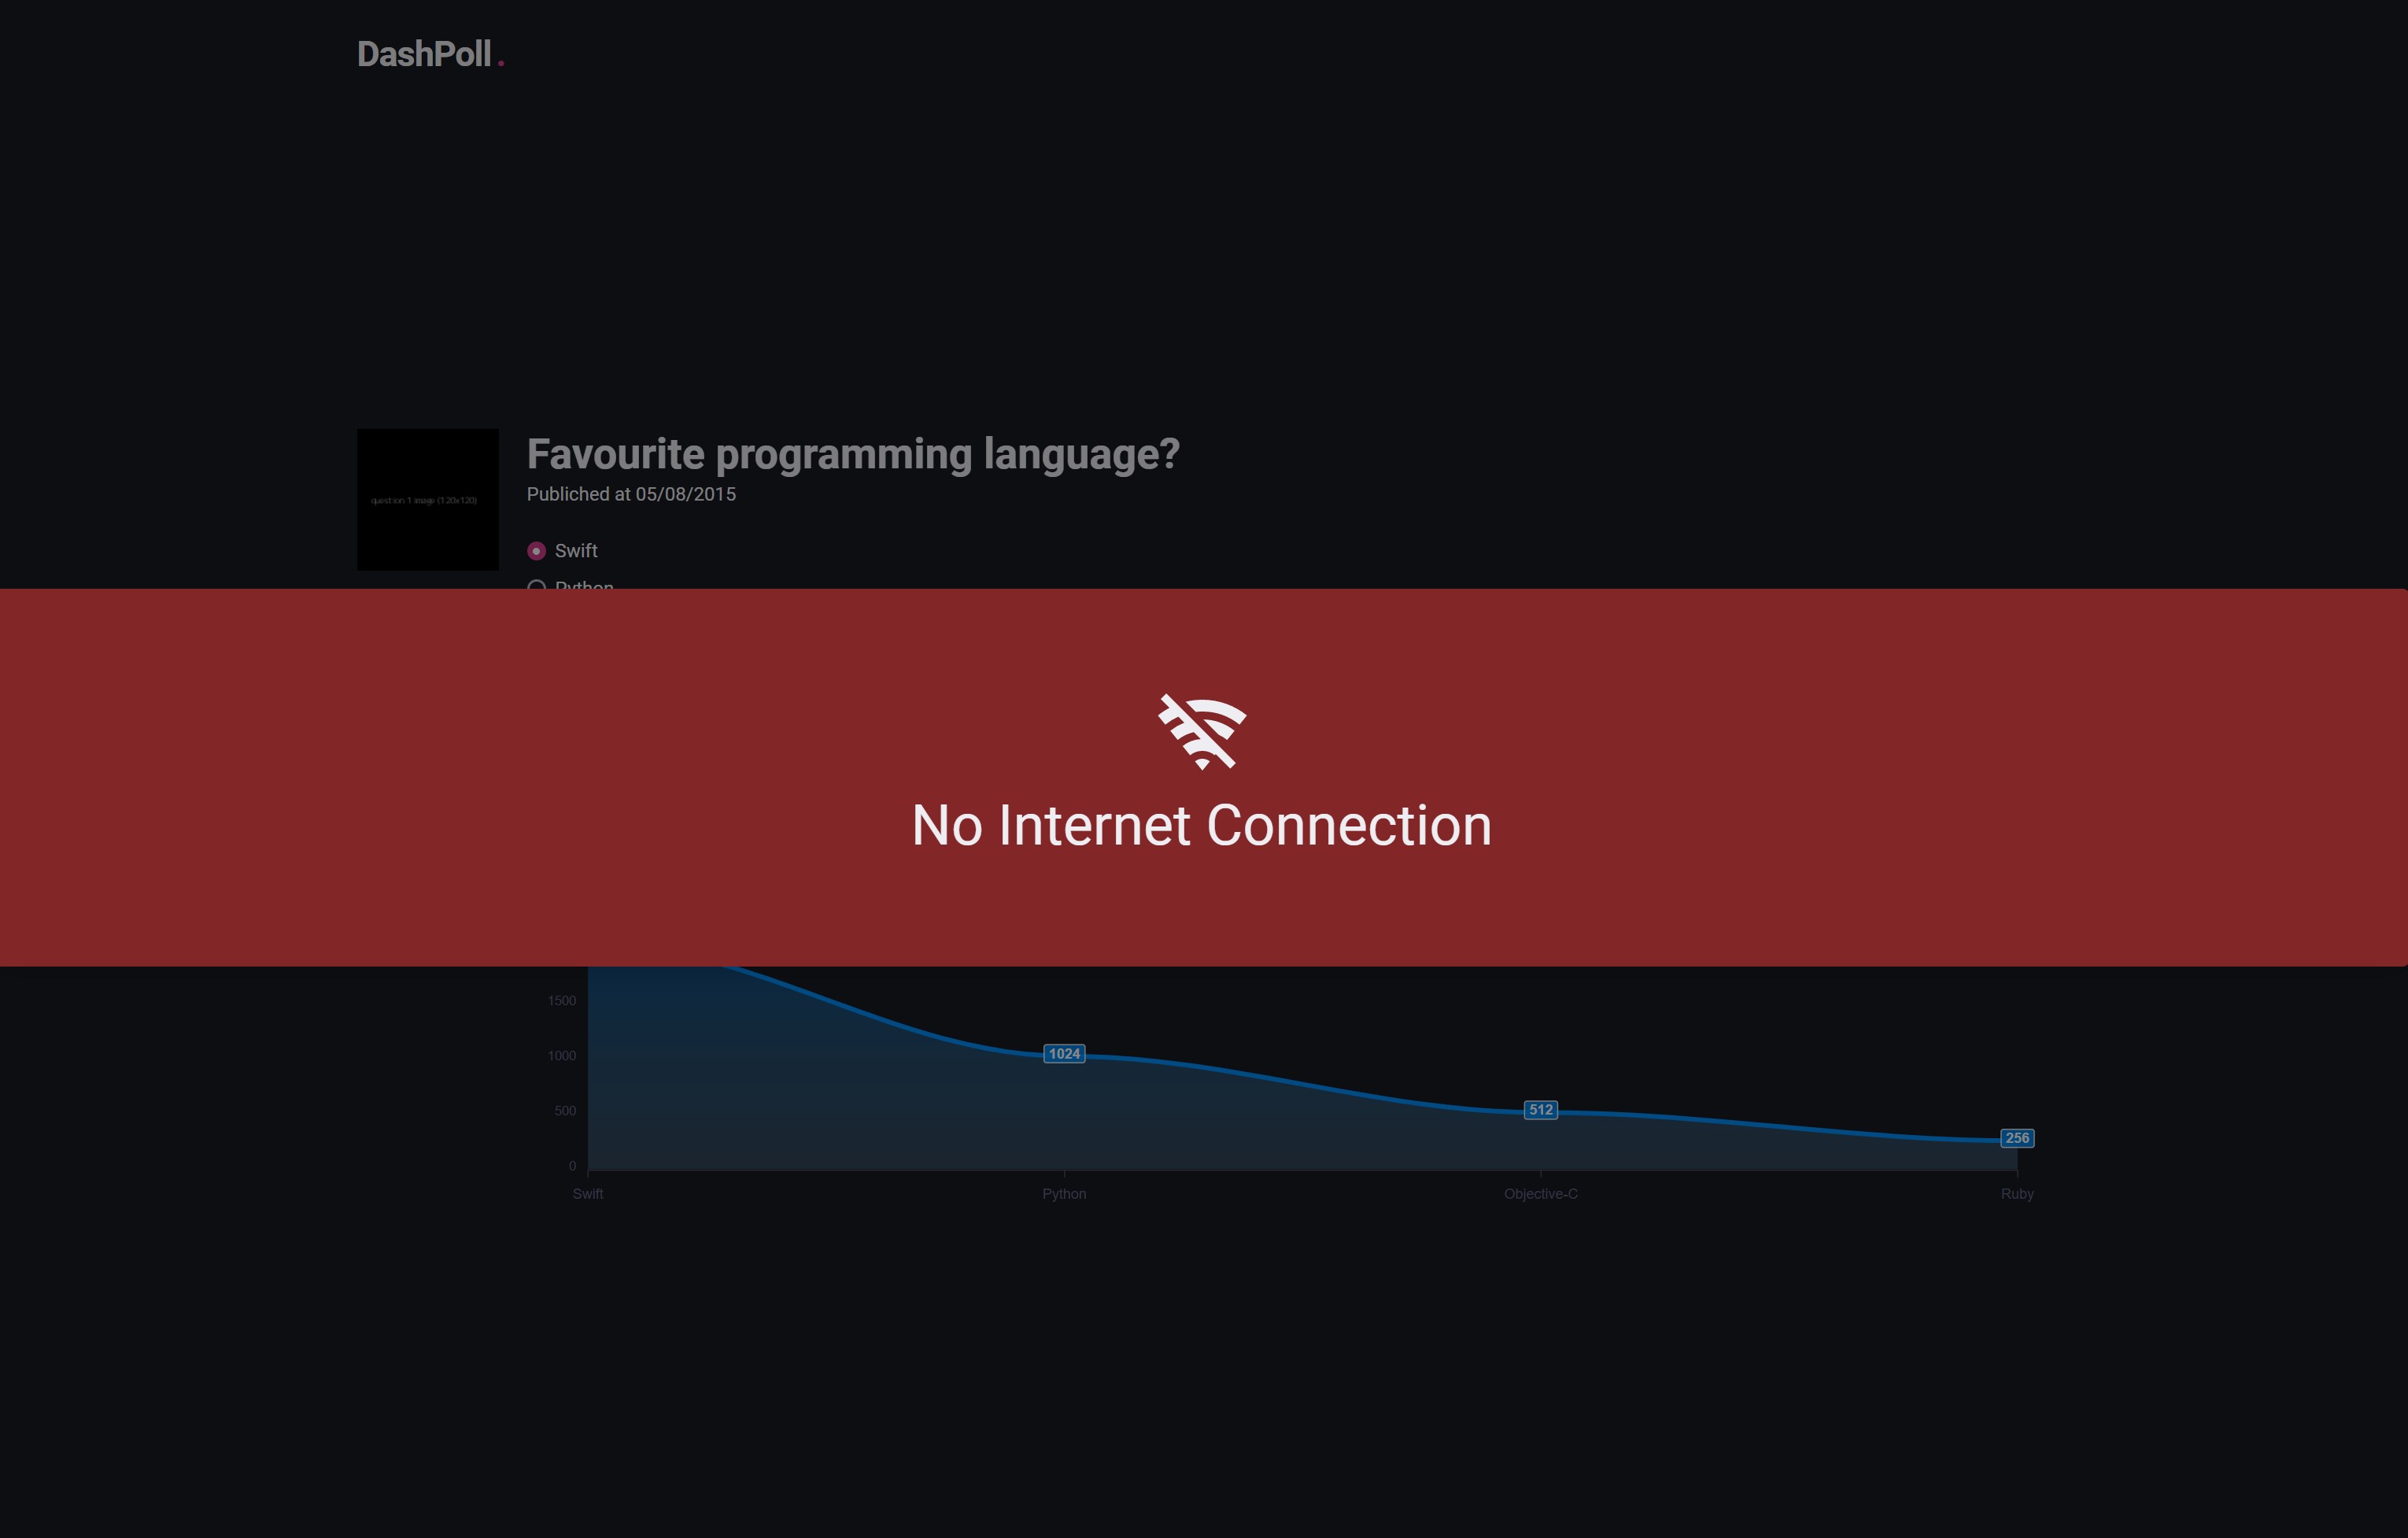 DashPoll.
Favourite programming language?
Publiched at 05/08/2015
question 1 image (120x120)
Swift
Python
No Internet Connection
1500
1000
500
0
1024
512
256
Swift
Python
Objective-C
Ruby